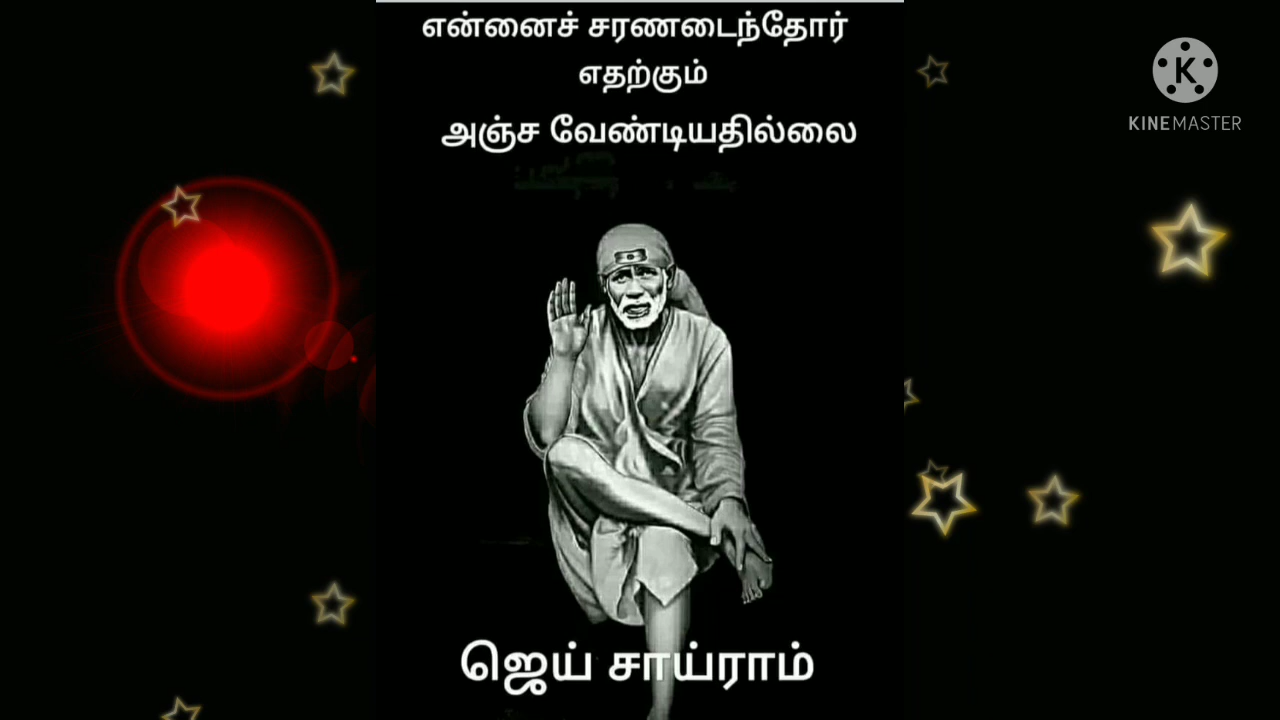 என்னைச் சரணடைந்தோர்
எதற்கும்
அஞ்ச வேண்டியதில்லை
KINEMASTER
ஜெய் சாய்ராம்